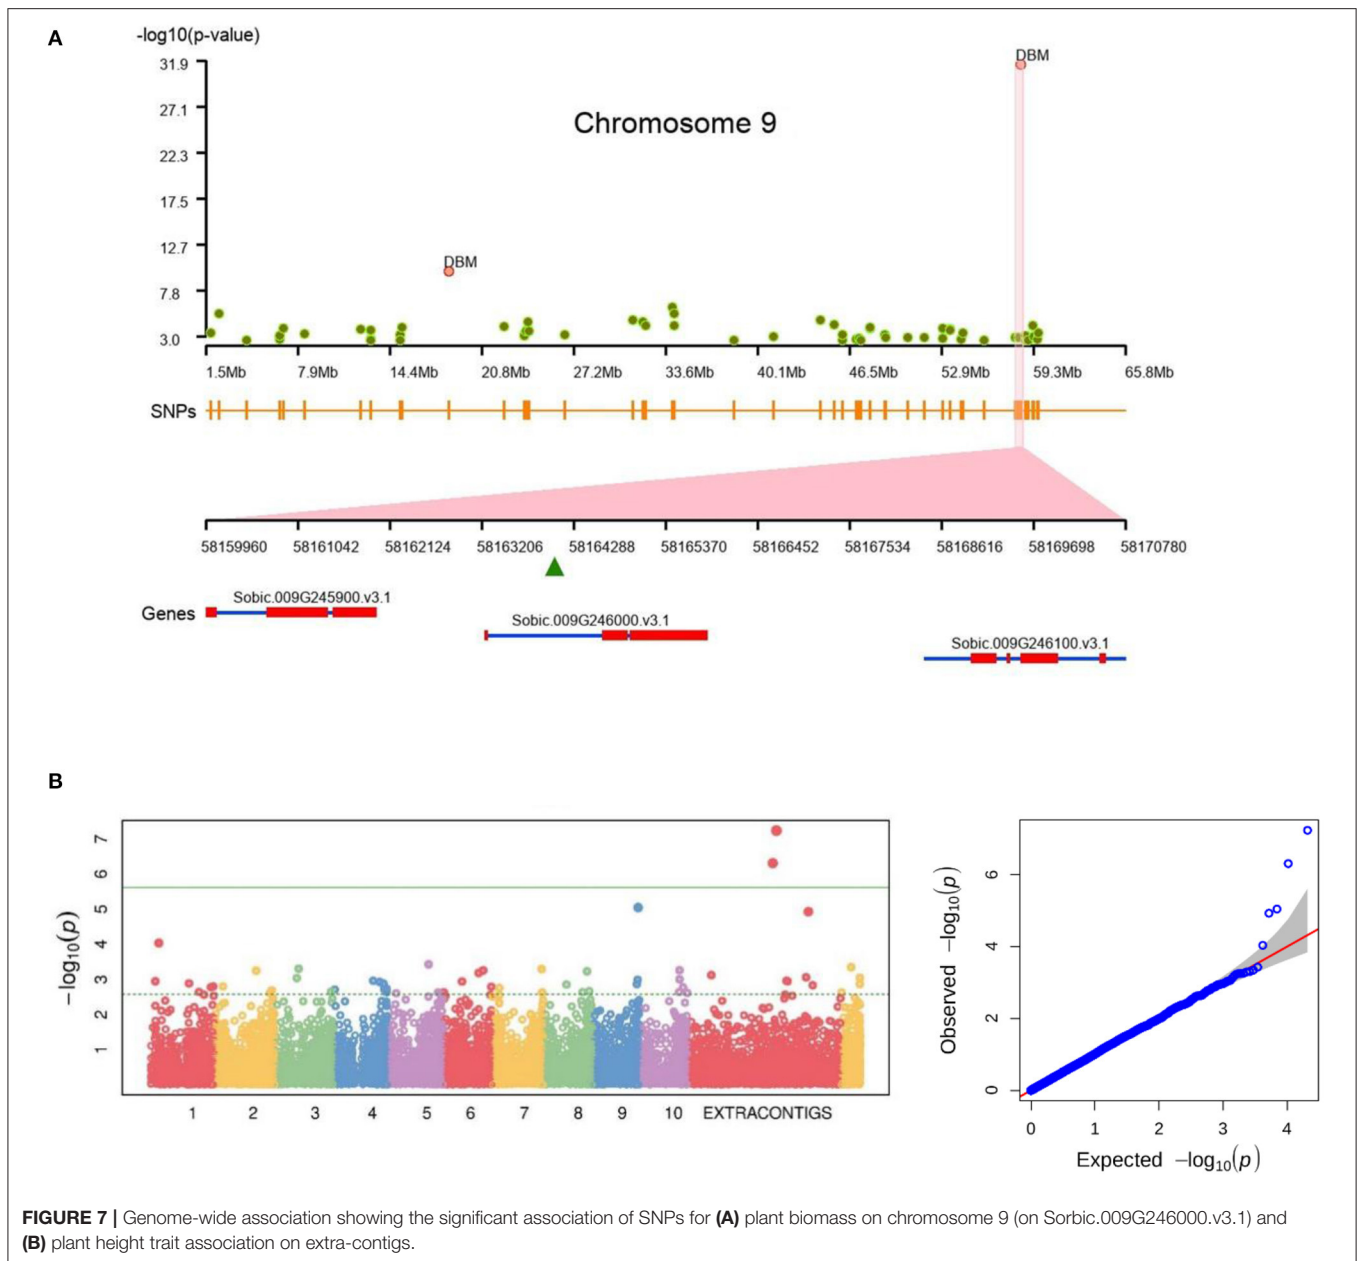 A
-log10(p-value)
31.9
27.1
22.3
17.5
12.7
7.8
3.0
DBM
Chromosome 9
DBM
1.5Mb 7.9Mb 14.4Mb 20.8Mb 27.2Mb 33.6Mb 40.1Mb 46.5Mb 52.9Mb 59.3Mb 65.8Mb
SNPs
58159960 58161042 58162124 58163206 58164288 58165370 58166452 58167534 58168616 58169698 58170780
Genes
Sobic.009G245900.v3.1
Sobic.009G246000.v3.1
Sobic.009G246100.v3.1
B
−log10(p)
7
6
5
4
3
2
1
1 2 3 4 5 6 7 8 9 10 EXTRACONTIGS
Observed −log10(p)
6
4
2
0
0 1 2 3 4
Expected −log10(p)
FIGURE 7 | Genome-wide association showing the significant association of SNPs for (A) plant biomass on chromosome 9 (on Sorbic.009G246000.v3.1) and
(B) plant height trait association on extra-contigs.